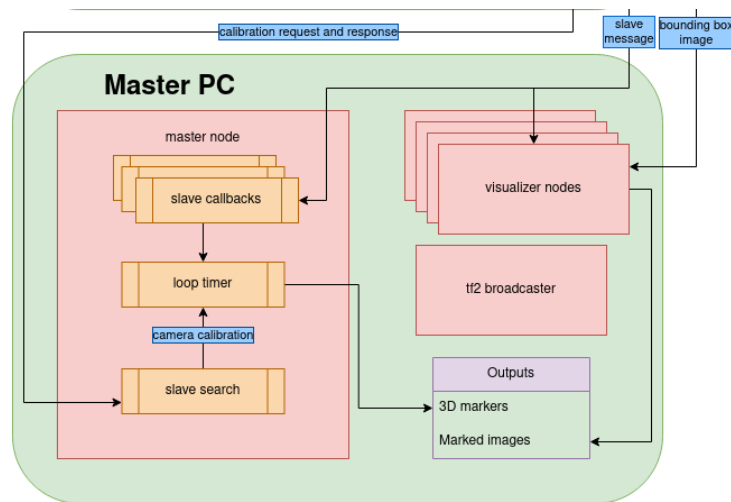 calibration request and response
slave
message
bounding box
image
Master PC
master node
slave callbacks
loop timer
camera calibration
slave search
visualizer nodes
tf2 broadcaster
Outputs
3D markers
Marked images